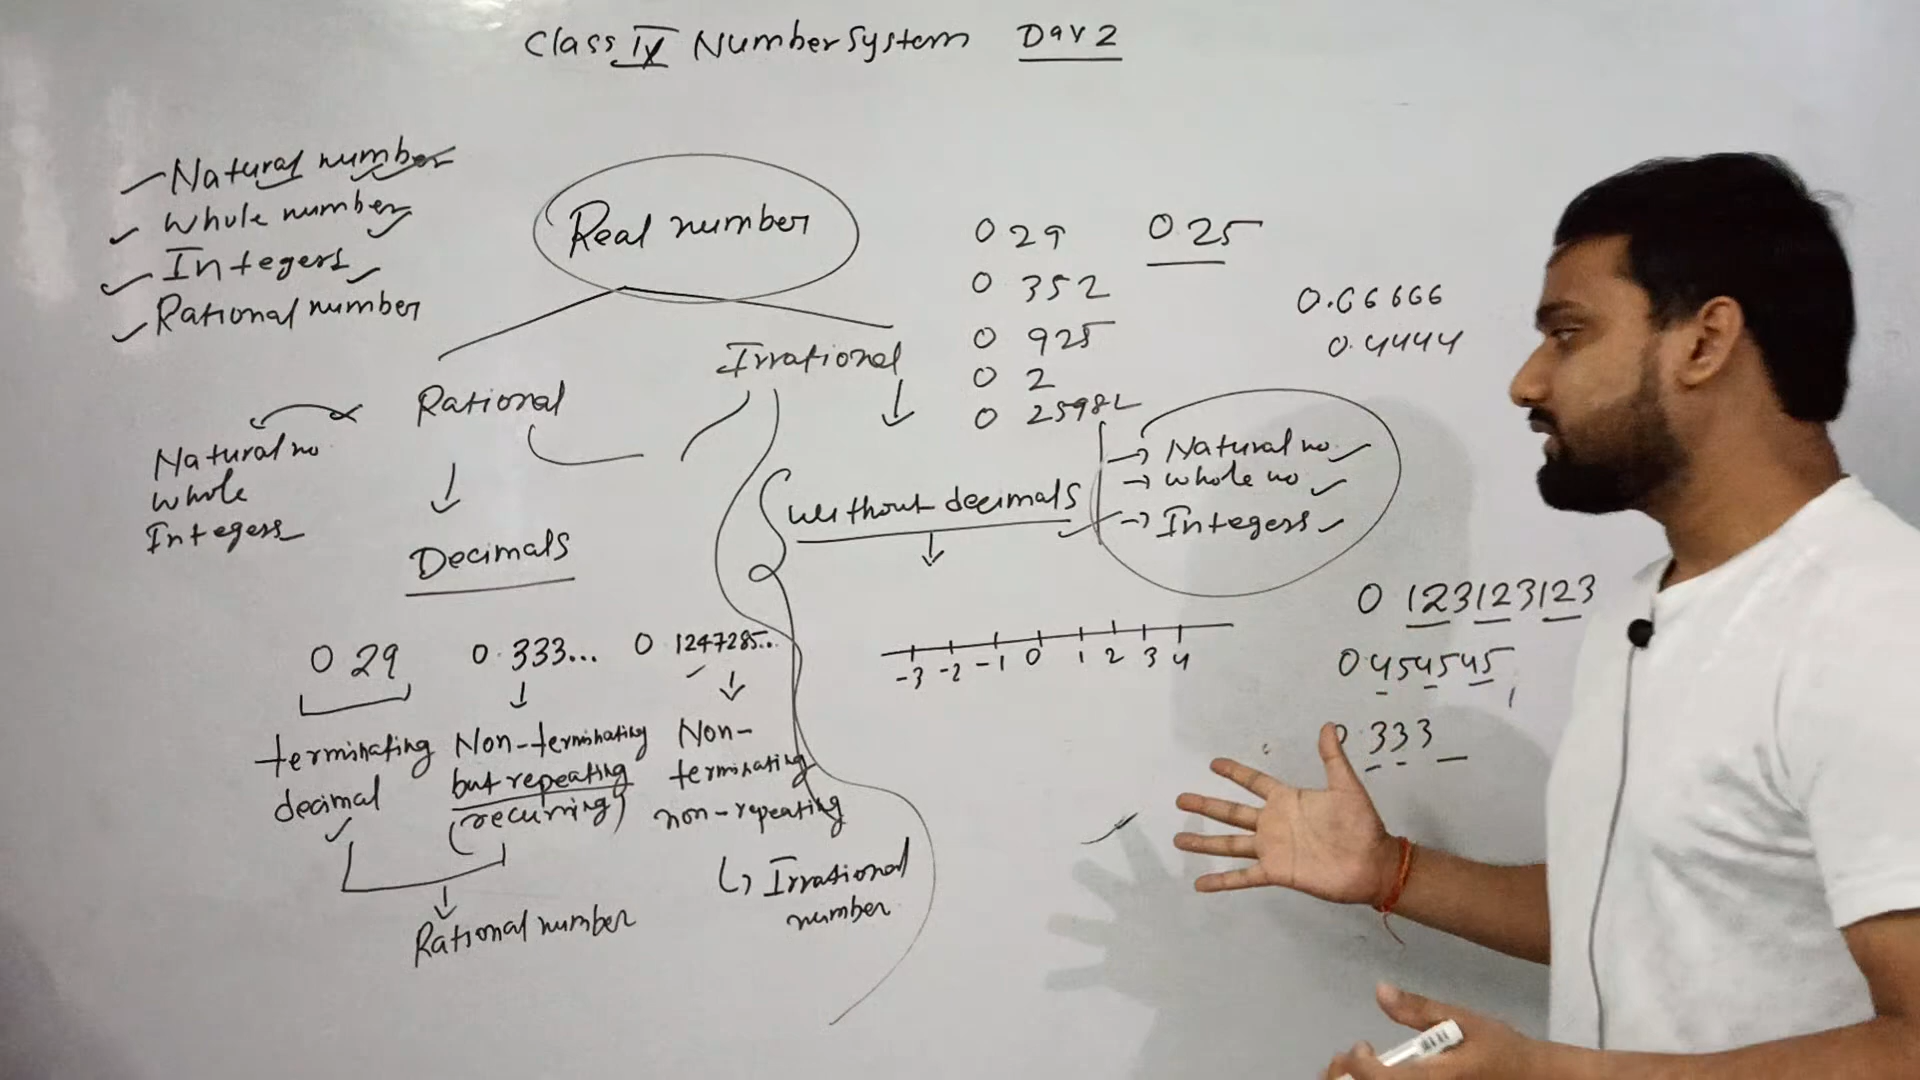 Class IX Number System Day 2
Natural number
Whole number
Integers
Rational number
Real number
Rational
Irrational
Natural no
Whole
Integers
Decimals
0.29
0.333...
0.1247285...
terminating
decimal
Non-terminating
but repeating
(recurring)
Non-
terminating
non-repeating
Rational number
Irrational
number
0.29
0.352
0.925
0.2
0.25
0.66666
0.4444
without decimals
→ Natural no
→ whole no
→ Integers
-3 -2 -1 0 1 2 3 4
0.123123123
0.454545
0.333